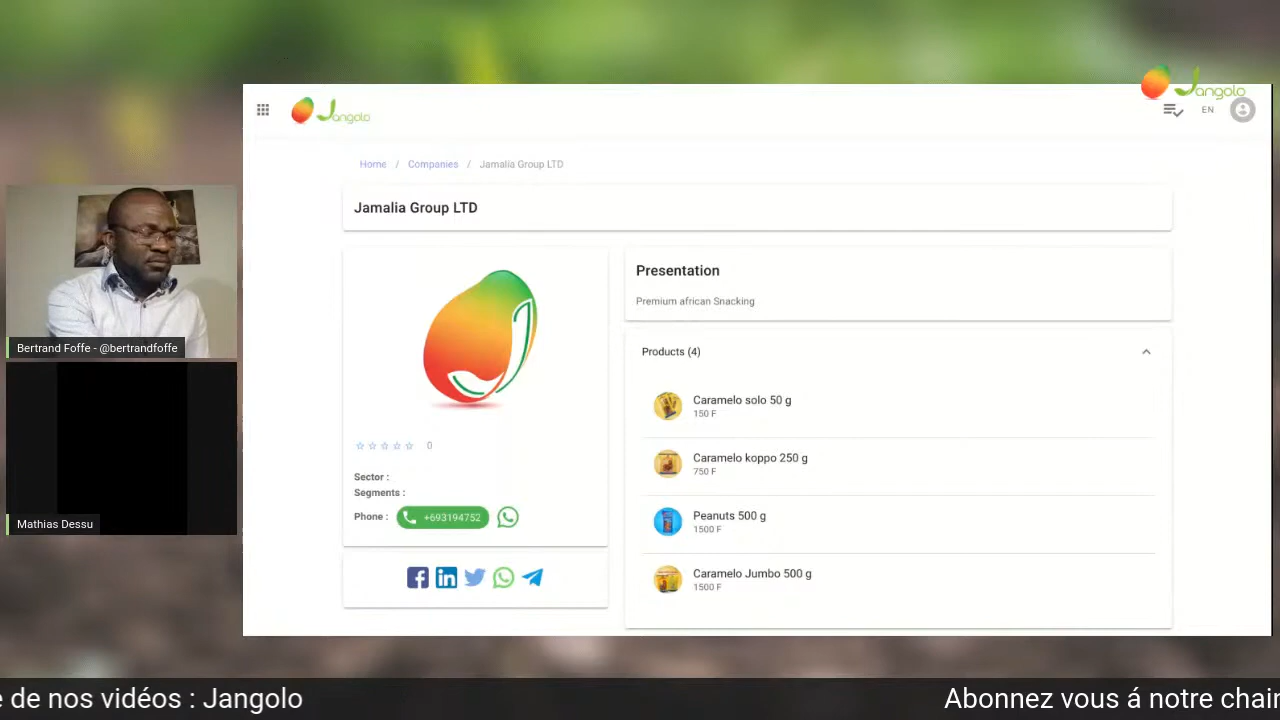 Jangolo
Jangolo
EN
Home / Companies / Jamalia Group LTD
Jamalia Group LTD
Presentation
Premium african Snacking
Products (4)
Caramelo solo 50 g
150 F
Caramelo koppo 250 g
750 F
Peanuts 500 g
1500 F
Caramelo Jumbo 500 g
1500 F
0
Sector :
Segments :
Phone : +693194752
Bertrand Foffe - @bertrandfoffe
Mathias Dessu
e de nos vidéos : Jangolo
Abonnez vous á notre chain